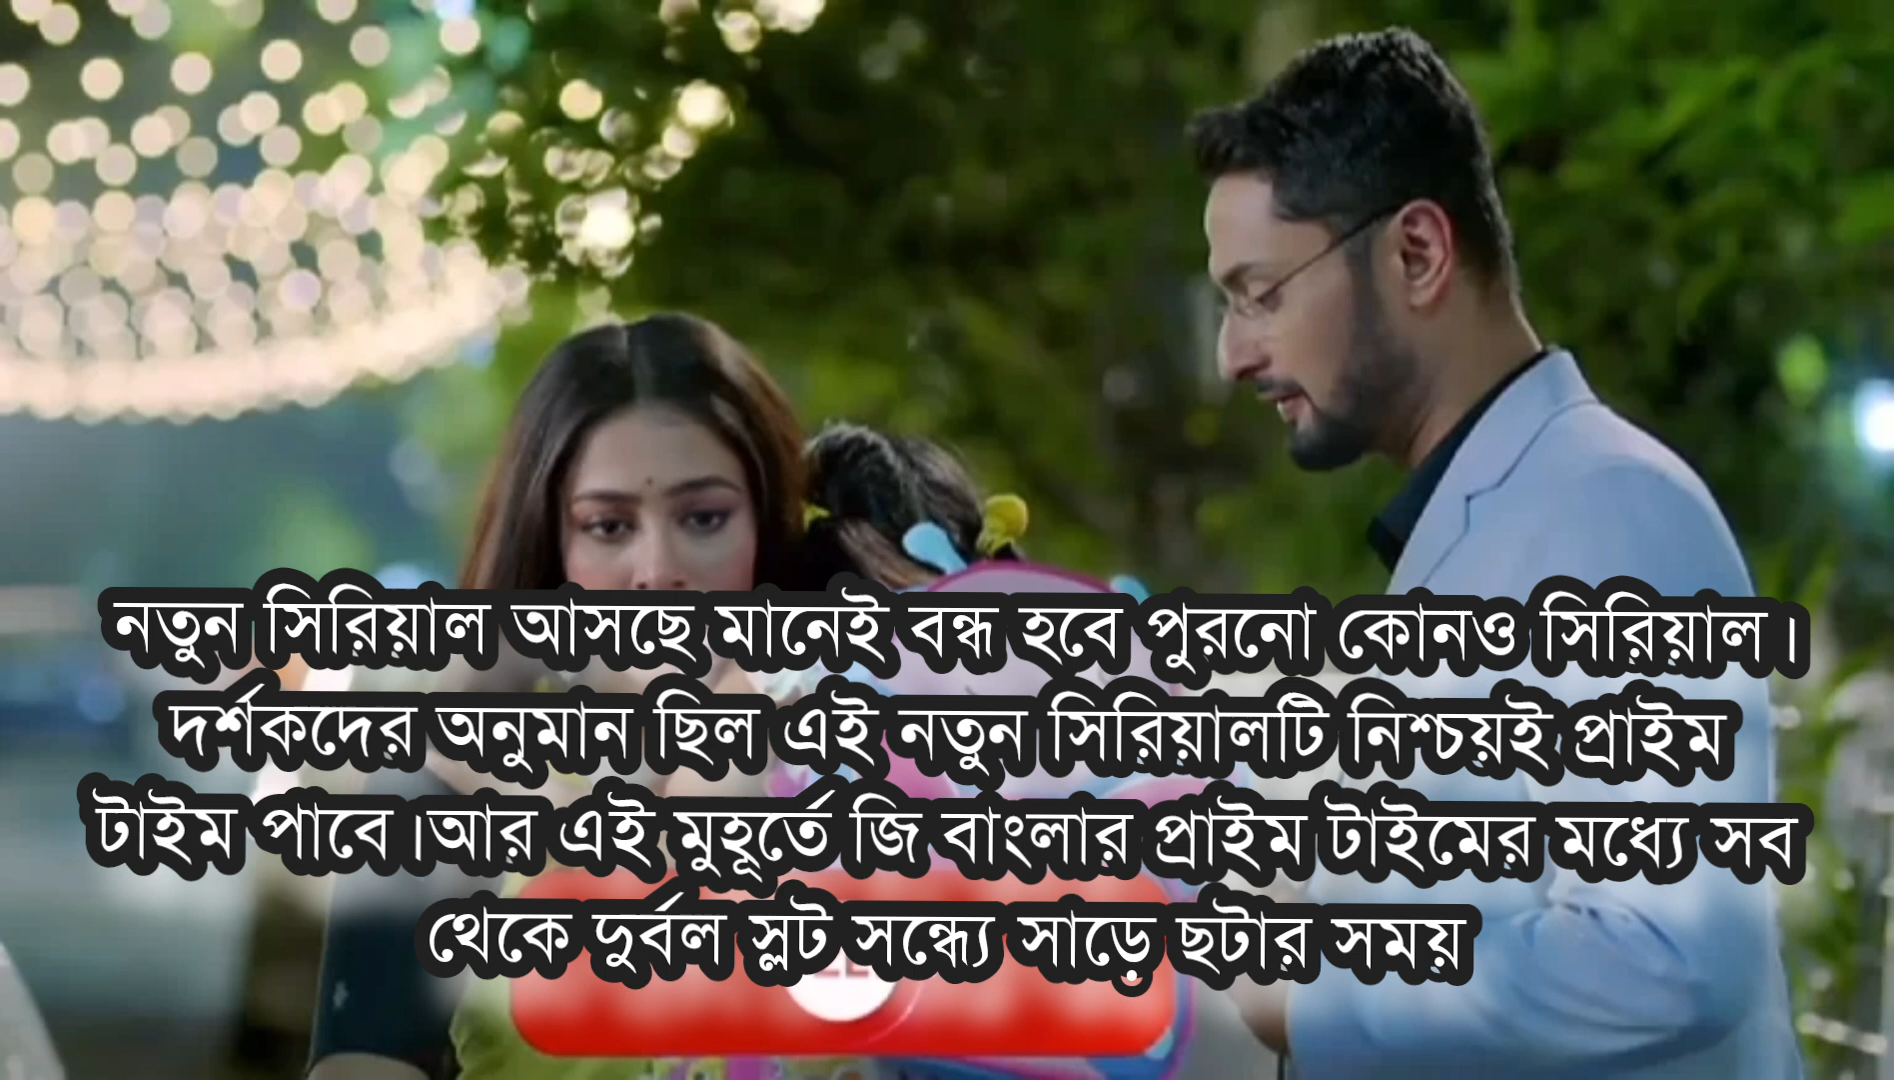 নতুন সিরিয়াল আসছে মানেই বন্ধ হবে পুরনো কোনও সিরিয়াল।
দর্শকদের অনুমান ছিল এই নতুন সিরিয়ালটি নিশ্চয়ই প্রাইম
টাইম পাবে।আর এই মুহূর্তে জি বাংলার প্রাইম টাইমের মধ্যে সব
থেকে দুর্বল স্লট সন্ধ্যে সাড়ে ছটার সময়